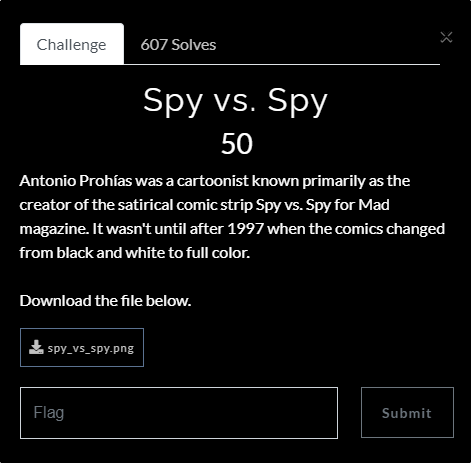 Challenge
607 Solves
Spy vs. Spy
50
Antonio Prohías was a cartoonist known primarily as the
creator of the satirical comic strip Spy vs. Spy for Mad
magazine. It wasn't until after 1997 when the comics changed
from black and white to full color.
Download the file below.
spy_vs_spy.png
Flag
Submit